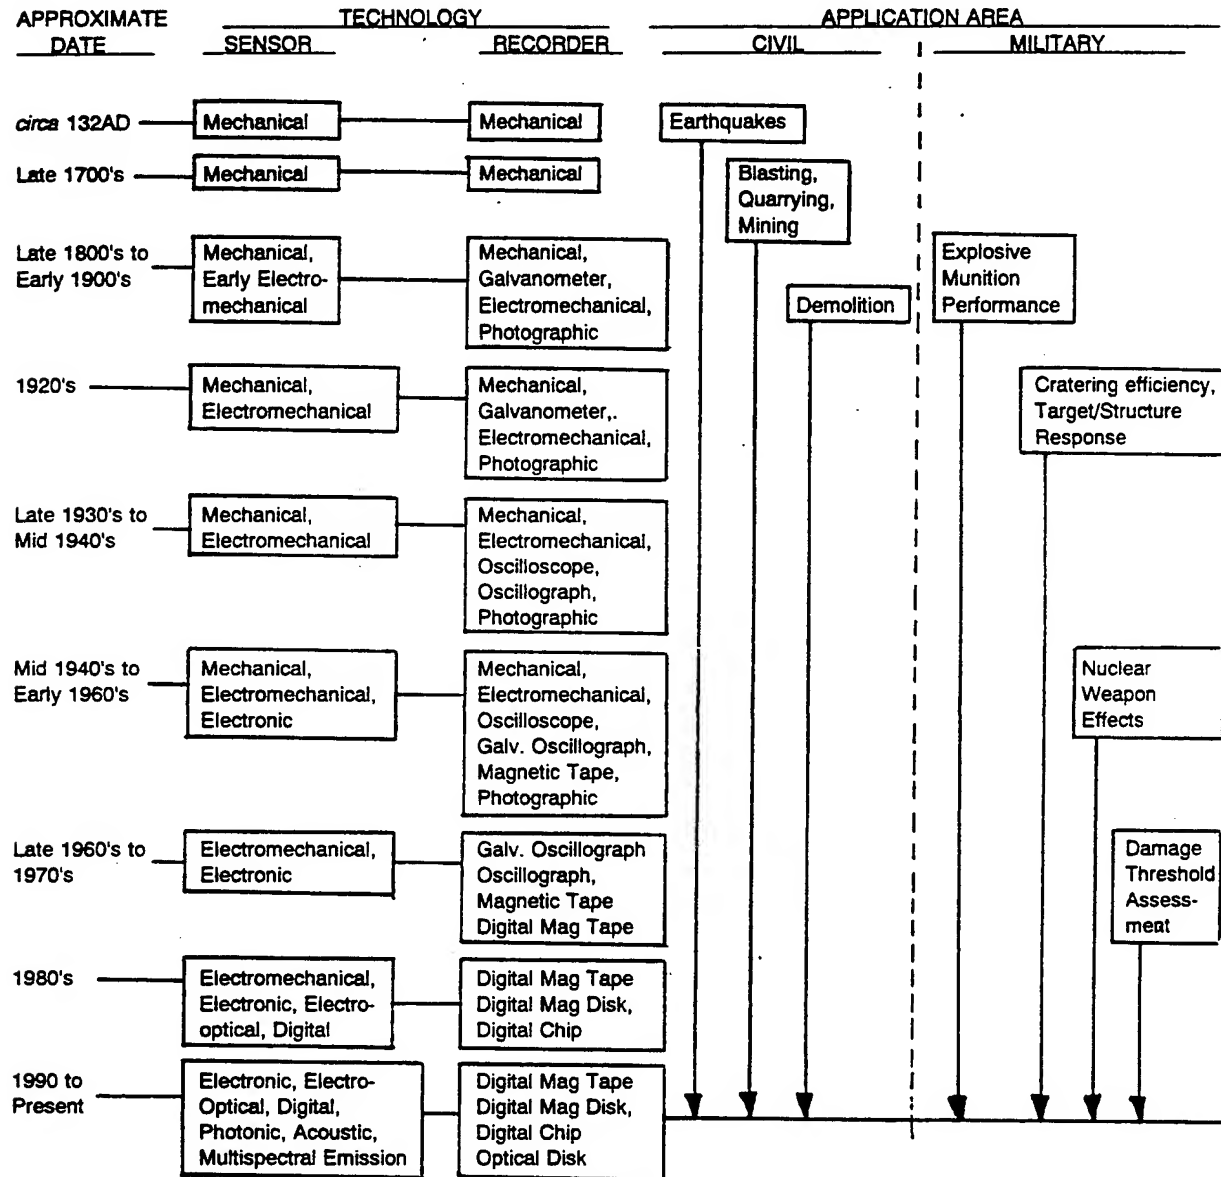 APPROXIMATE DATE
TECHNOLOGY
SENSOR
RECORDER
APPLICATION AREA
CIVIL
MILITARY
circa 132AD
Mechanical
Mechanical
Earthquakes
Late 1700's
Mechanical
Mechanical
Blasting,
Quarrying,
Mining
Late 1800's to
Early 1900's
Mechanical,
Early Electro-
mechanical
Mechanical,
Galvanometer,
Electromechanical,
Photographic
Demolition
Explosive
Munition
Performance
1920's
Mechanical,
Electromechanical
Mechanical,
Galvanometer,.
Electromechanical,
Photographic
Cratering efficiency,
Target/Structure
Response
Late 1930's to
Mid 1940's
Mechanical,
Electromechanical
Mechanical,
Electromechanical,
Oscilloscope,
Oscillograph,
Photographic
Mid 1940's to
Early 1960's
Mechanical,
Electromechanical,
Electronic
Mechanical,
Electromechanical,
Oscilloscope,
Galv. Oscillograph,
Magnetic Tape,
Photographic
Nuclear
Weapon
Effects
Late 1960's to
1970's
Electromechanical,
Electronic
Galv. Oscillograph
Oscillograph,
Magnetic Tape
Digital Mag Tape
Damage
Threshold
Assess-
ment
1980's
Electromechanical,
Electronic, Electro-
optical, Digital
Digital Mag Tape
Digital Mag Disk,
Digital Chip
1990 to
Present
Electronic, Electro-
Optical, Digital,
Photonic, Acoustic,
Multispectral Emission
Digital Mag Tape
Digital Mag Disk,
Digital Chip
Optical Disk